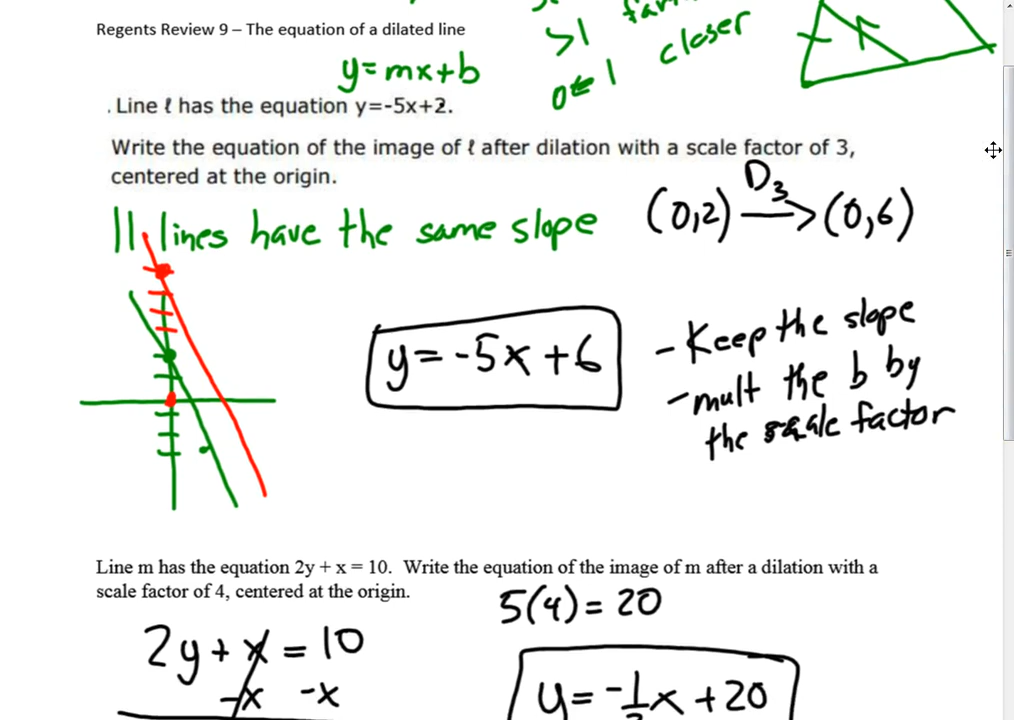 Regents Review 9 – The equation of a dilated line
>1
closer
y=mx+b
. Line ℓ has the equation y=-5x+2.
Write the equation of the image of ℓ after dilation with a scale factor of 3,
centered at the origin.
|| lines have the same slope
(0,2) D3→ (0,6)
y = -5x + 6
- Keep the slope
- mult the b by
the scale factor
Line m has the equation 2y + x = 10.  Write the equation of the image of m after a dilation with a
scale factor of 4, centered at the origin.
5(4) = 20
2y + x = 10
-x -x
y = -1/2x + 20